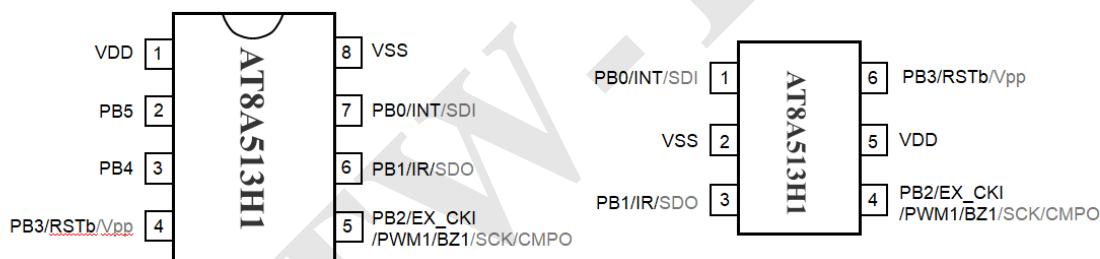 VDD 1
PB5 2
PB4 3
PB3/RSTb/Vpp 4
AT8A513H1
8 VSS
7 PB0/INT/SDI
6 PB1/IR/SDO
5 PB2/EX_CKI
/PWM1/BZ1/SCK/CMPO
PB0/INT/SDI 1
VSS 2
PB1/IR/SDO 3
AT8A513H1
6 PB3/RSTb/Vpp
5 VDD
4 PB2/EX_CKI
/PWM1/BZ1/SCK/CMPO